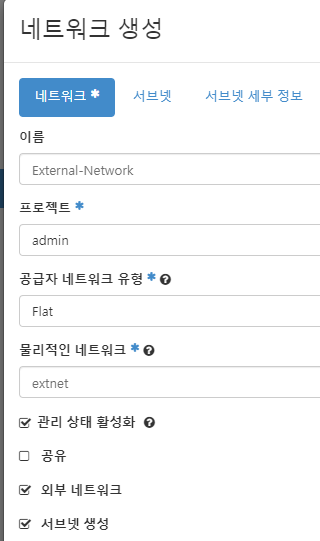 네트워크 생성
네트워크 * 서브넷 서브넷 세부 정보
이름
External-Network
프로젝트 *
admin
공급자 네트워크 유형 *
Flat
물리적인 네트워크 *
extnet
관리 상태 활성화
공유
외부 네트워크
서브넷 생성